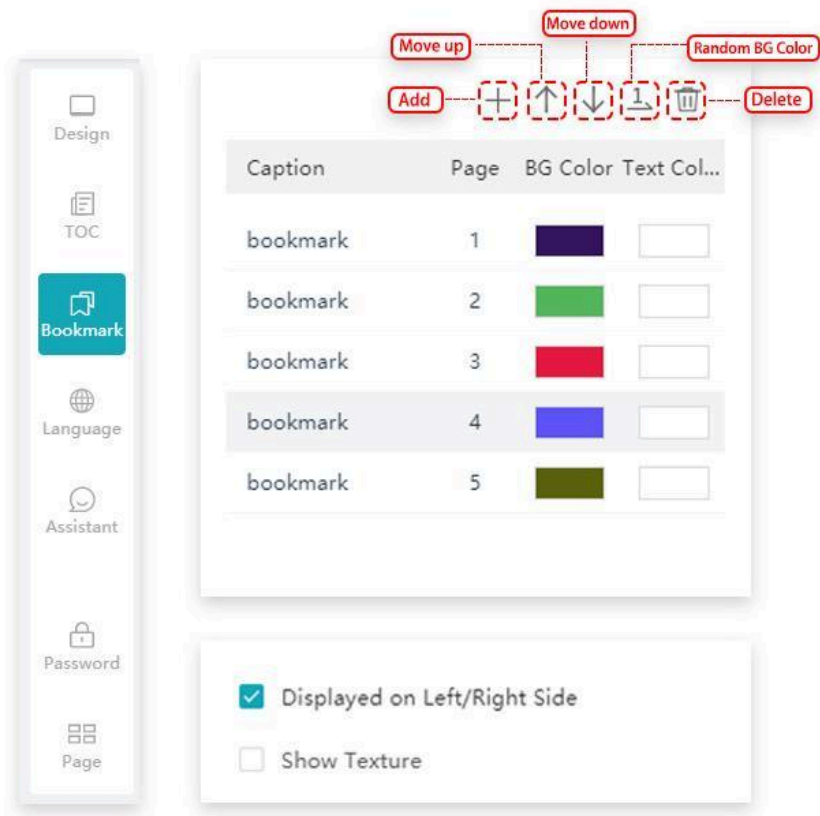 Move down
Move up
Random BG Color
Add
1
Delete
Design
TOC
Bookmark
Language
Assistant
Password
Page
Caption Page BG Color Text Col...
bookmark 1
bookmark 2
bookmark 3
bookmark 4
bookmark 5
Displayed on Left/Right Side
Show Texture